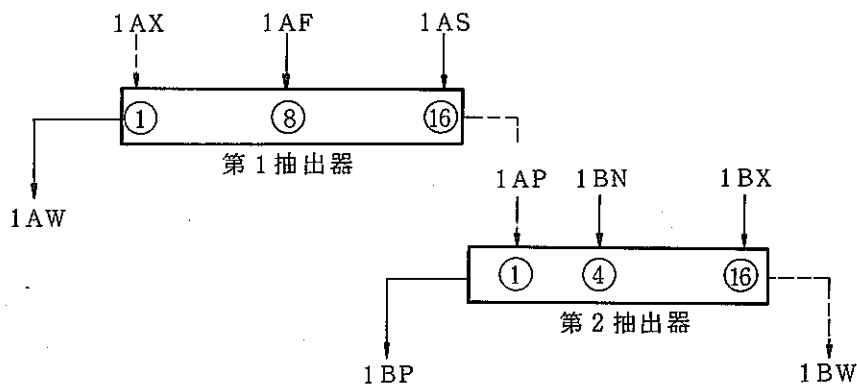 1AX 1AF 1AS
① ⑧ ⑯
第1抽出器
1AW
1AP 1BN 1BX
① ④ ⑯
第2抽出器
1BP
1BW